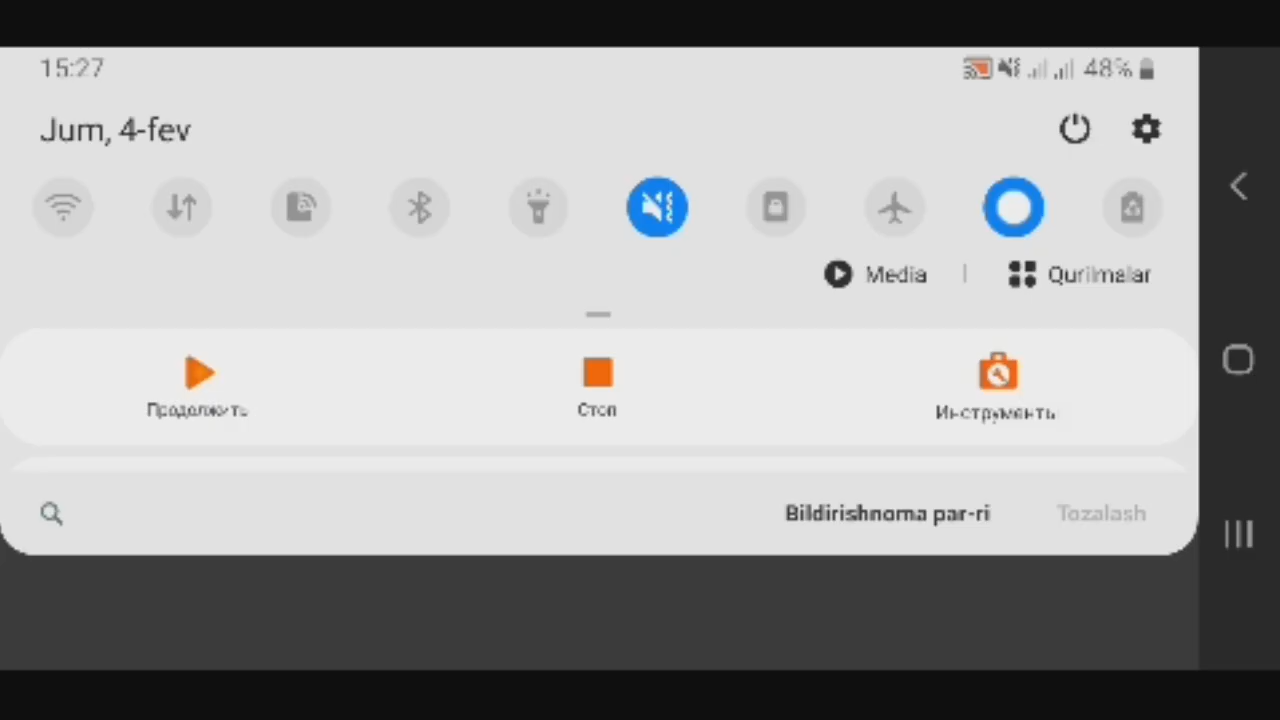 15:27
48%
Jum, 4-fev
Media
Qurilmalar
Продолжить
Стоп
Инструменты
Bildirishnoma par-ri
Tozalash